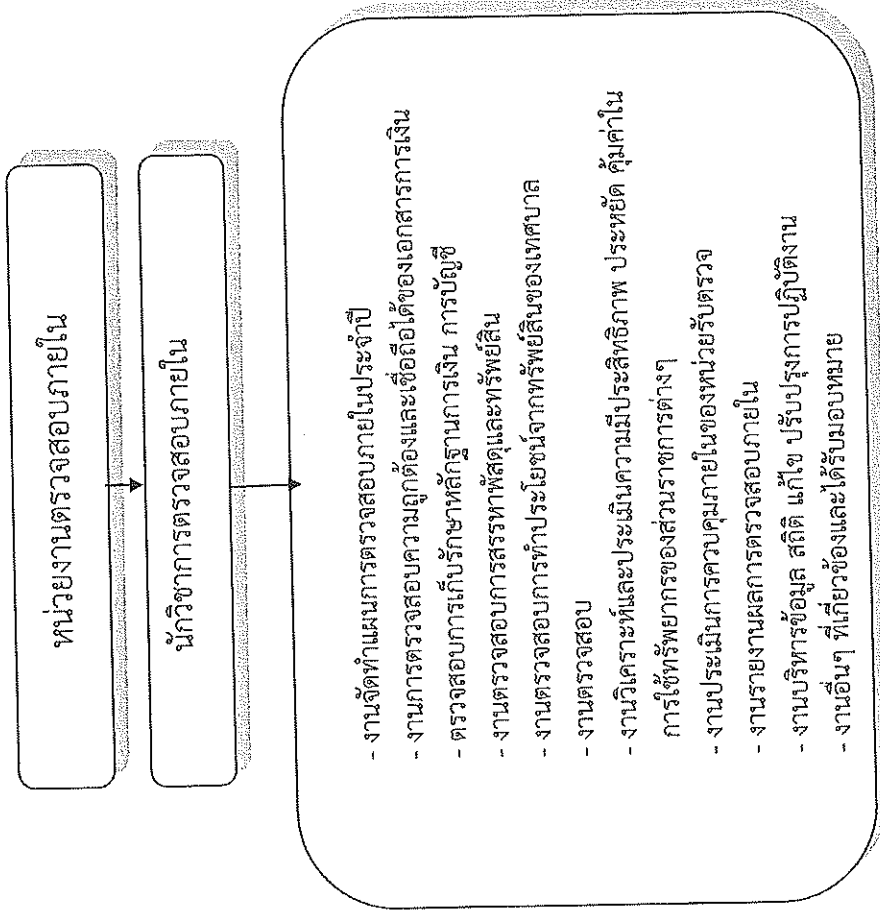 หน่วยงานตรวจสอบภายใน
นักวิชาการตรวจสอบภายใน
- งานจัดทำแผนการตรวจสอบภายในประจำปี
- งานการตรวจสอบความถูกต้องและเชื่อถือได้ของเอกสารการเงิน
- ตรวจสอบการเก็บรักษาหลักฐานการเงิน การบัญชี
- งานตรวจสอบการสรรหาพัสดุและทรัพย์สิน
- งานตรวจสอบการทำประโยชน์จากทรัพย์สินของเทศบาล
- งานตรวจสอบ
- งานวิเคราะห์และประเมินความมีประสิทธิภาพ ประหยัด คุ้มค่าใน
การใช้ทรัพยากรของส่วนราชการต่างๆ
- งานประเมินการควบคุมภายในของหน่วยรับตรวจ
- งานรายงานผลการตรวจสอบภายใน
- งานบริหารข้อมูล สถิติ แก้ไข ปรับปรุงการปฏิบัติงาน
- งานอื่นๆ ที่เกี่ยวข้องและได้รับมอบหมาย